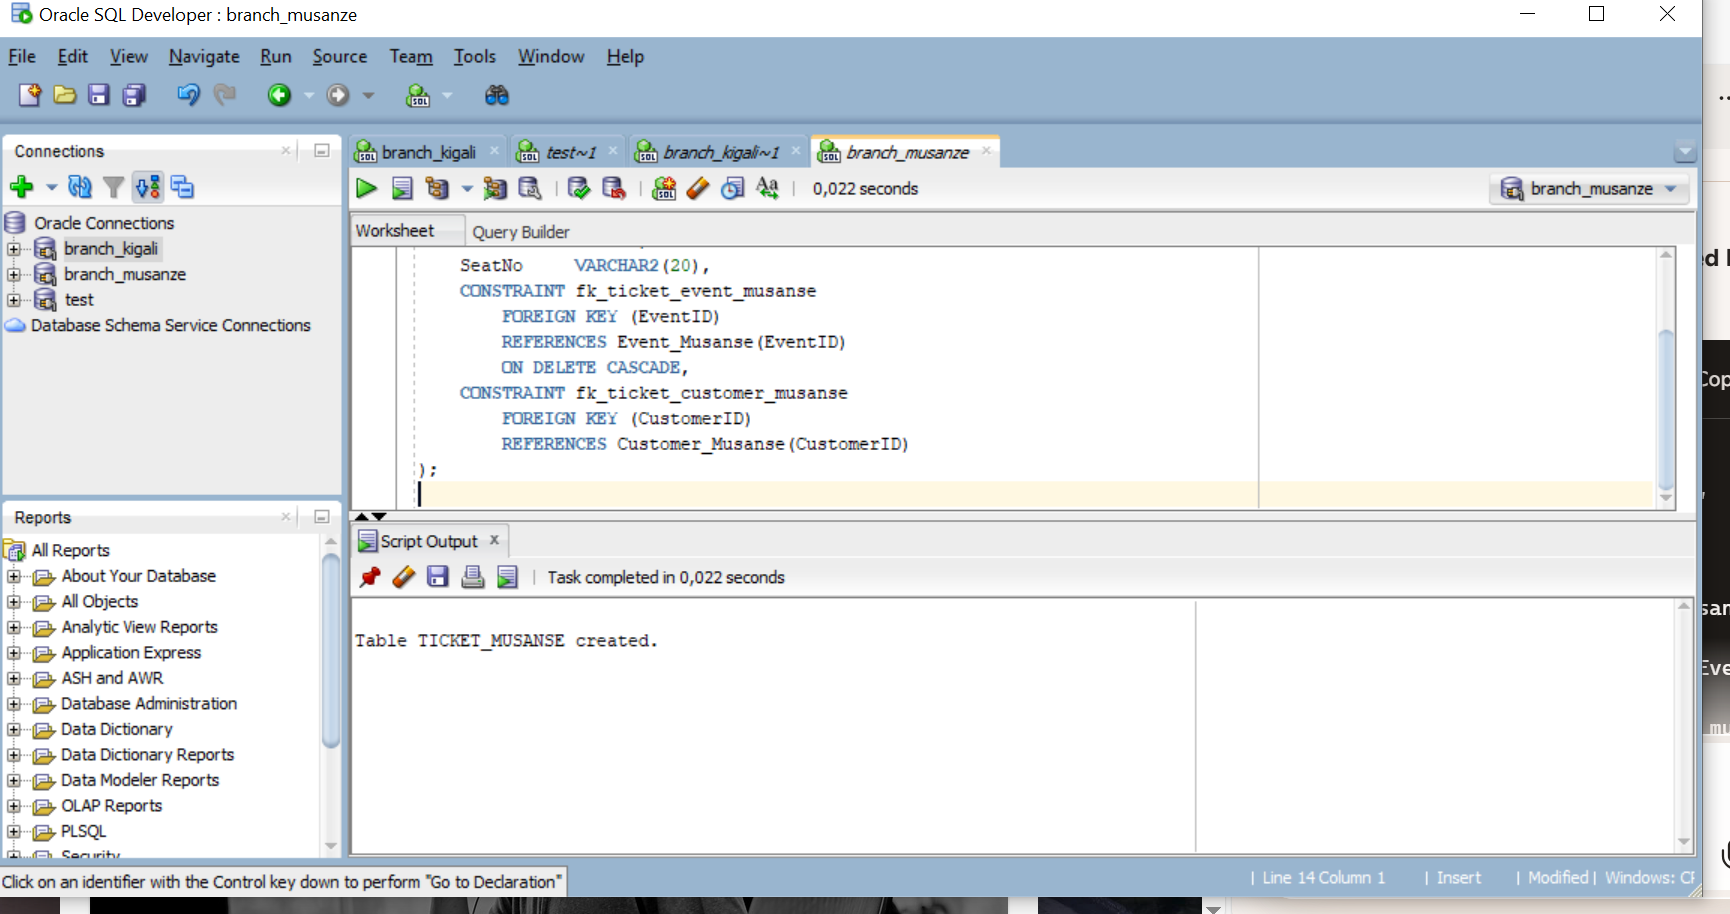 Oracle SQL Developer : branch_musanze
File Edit View Navigate Run Source Team Tools Window Help
Connections
Oracle Connections
branch_kigali
branch_musanze
test
Database Schema Service Connections
Reports
All Reports
About Your Database
All Objects
Analytic View Reports
Application Express
ASH and AWR
Database Administration
Data Dictionary
Data Dictionary Reports
Data Modeler Reports
OLAP Reports
PLSQL
Security
branch_kigali test~1 branch_kigali~1 branch_musanze
0,022 seconds
branch_musanze
Worksheet Query Builder
SeatNo VARCHAR2(20),
CONSTRAINT fk_ticket_event_musanse
FOREIGN KEY (EventID)
REFERENCES Event_Musanse(EventID)
ON DELETE CASCADE,
CONSTRAINT fk_ticket_customer_musanse
FOREIGN KEY (CustomerID)
REFERENCES Customer_Musanse(CustomerID)
);
Script Output
Task completed in 0,022 seconds
Table TICKET_MUSANSE created.
Click on an identifier with the Control key down to perform "Go to Declaration"
| Line 14 Column 1 | Insert | Modified | Windows: